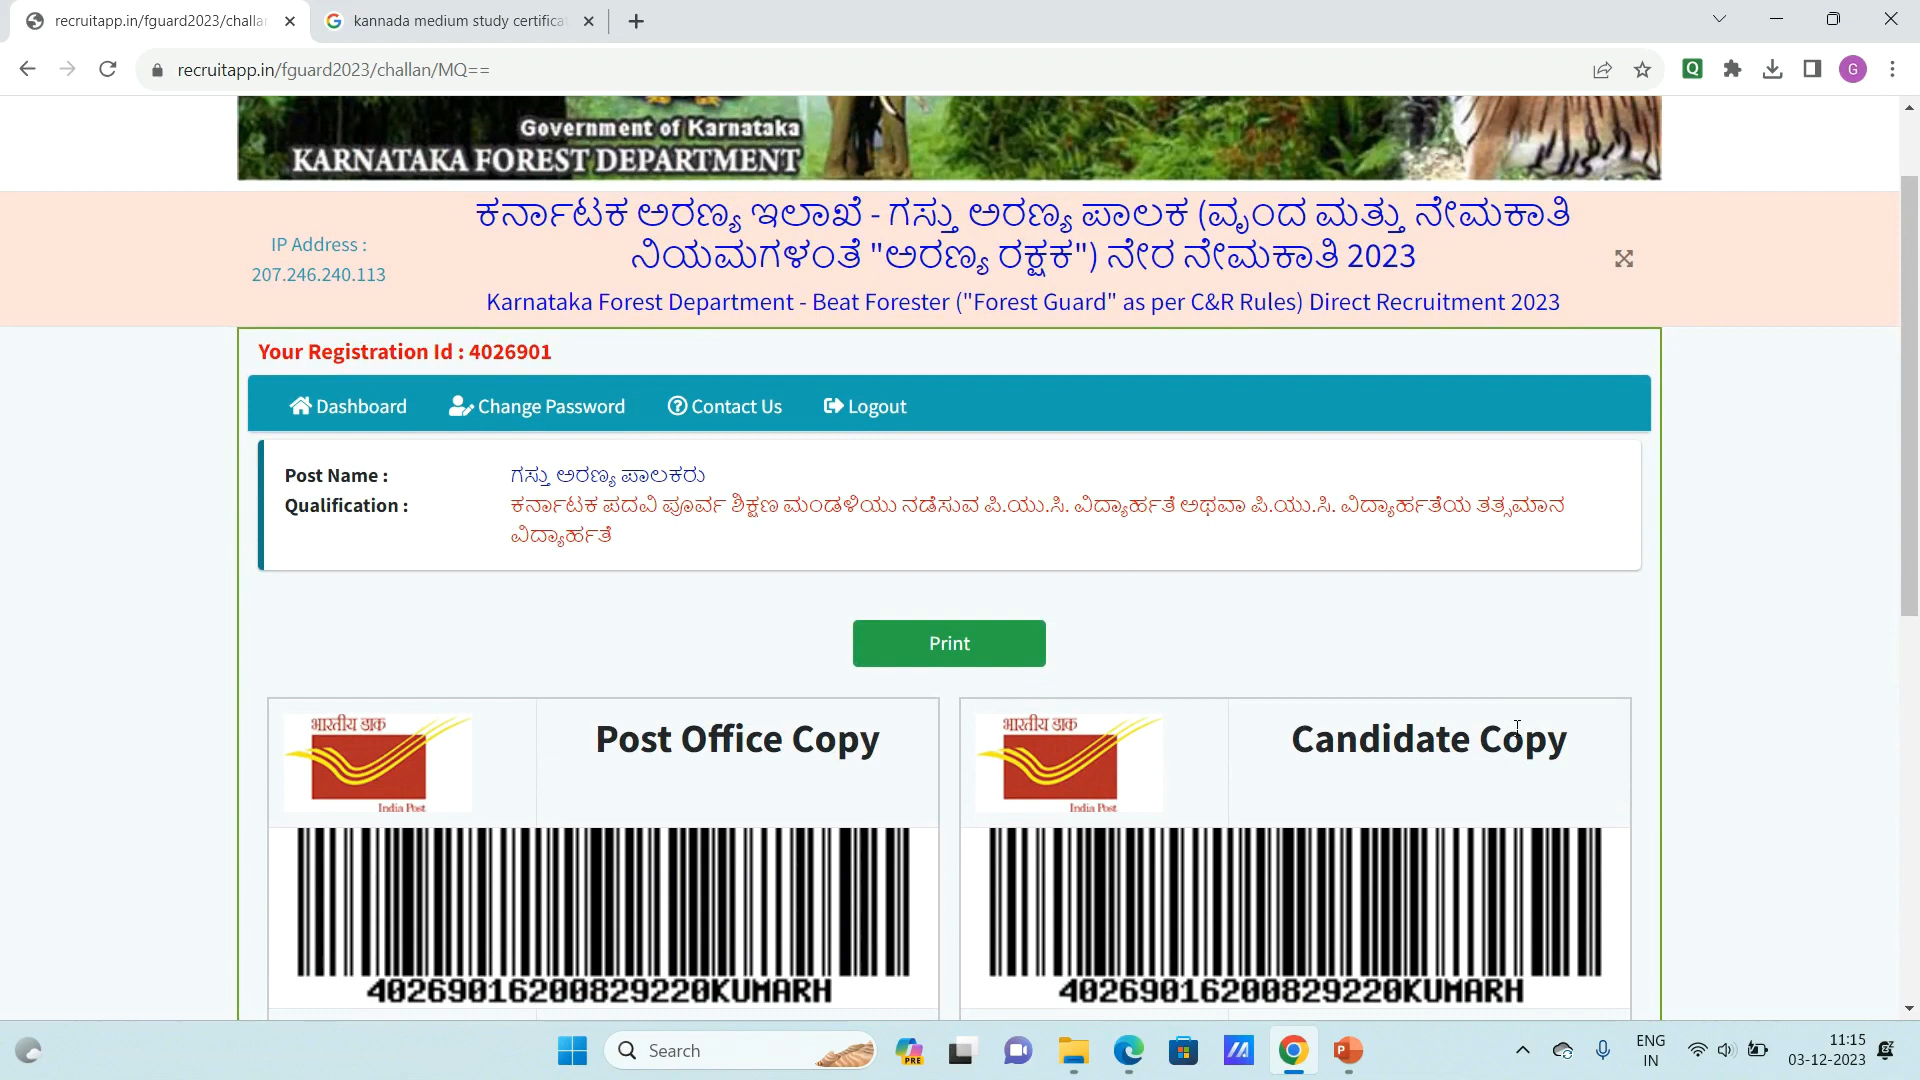 recruitapp.in/fguard2023/challa
kannada medium study certifica
recruitapp.in/fguard2023/challan/MQ==
G
Government of Karnataka
KARNATAKA FOREST DEPARTMENT
IP Address :
207.246.240.113
ಕರ್ನಾಟಕ ಅರಣ್ಯ ಇಲಾಖೆ - ಗಸ್ತು ಅರಣ್ಯ ಪಾಲಕ (ವೃಂದ ಮತ್ತು ನೇಮಕಾತಿ
ನಿಯಮಗಳಂತೆ "ಅರಣ್ಯ ರಕ್ಷಕ") ನೇರ ನೇಮಕಾತಿ 2023
Karnataka Forest Department - Beat Forester ("Forest Guard" as per C&R Rules) Direct Recruitment 2023
Your Registration Id : 4026901
Dashboard Change Password Contact Us Logout
Post Name : ಗಸ್ತು ಅರಣ್ಯ ಪಾಲಕರು
Qualification : ಕರ್ನಾಟಕ ಪದವಿ ಪೂರ್ವ ಶಿಕ್ಷಣ ಮಂಡಳಿಯು ನಡೆಸುವ ಪಿ.ಯು.ಸಿ. ವಿದ್ಯಾರ್ಹತೆ ಅಥವಾ ಪಿ.ಯು.ಸಿ. ವಿದ್ಯಾರ್ಹತೆಯ ತತ್ಸಮಾನ
ವಿದ್ಯಾರ್ಹತೆ
Print
भारतीय डाक
India Post
Post Office Copy
40269016200829220KUMARH
भारतीय डाक
India Post
Candidate Copy
40269016200829220KUMARH
Search
PRE
ENG
IN
11:15
03-12-2023